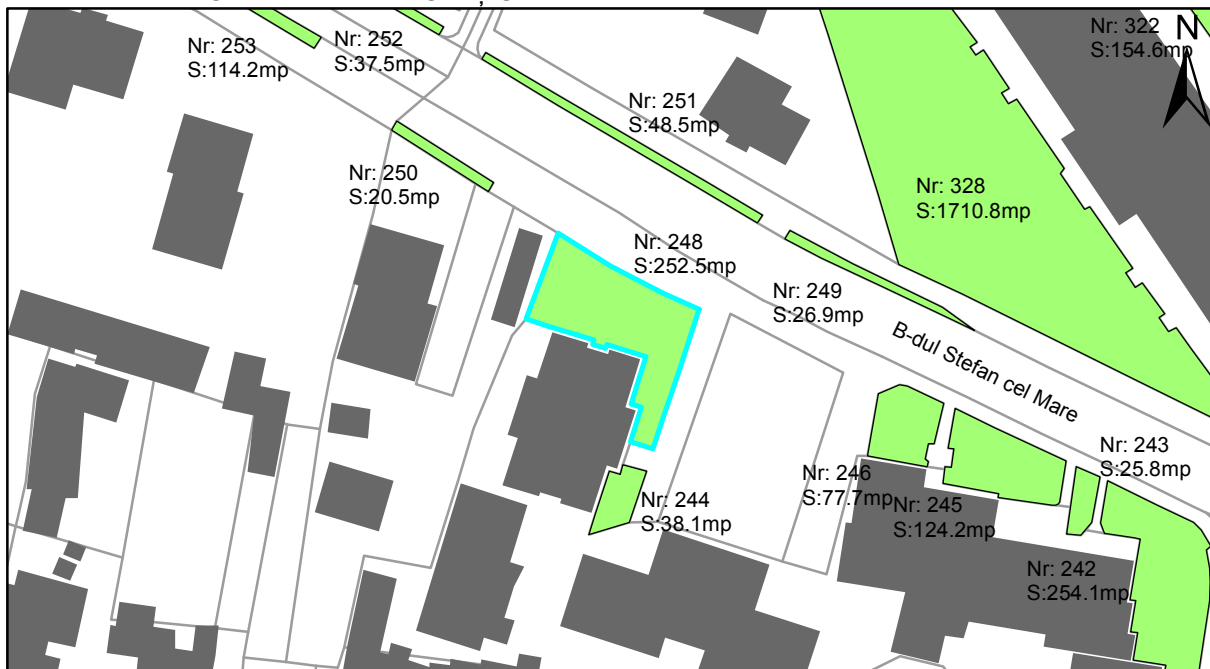 Nr: 322
S:154.6mp
N
Nr: 253
S:114.2mp
Nr: 252
S:37.5mp
Nr: 251
S:48.5mp
Nr: 250
S:20.5mp
Nr: 328
S:1710.8mp
Nr: 248
S:252.5mp
Nr: 249
S:26.9mp
B-dul Stefan cel Mare
Nr: 243
S:25.8mp
Nr: 246
S:77.7mp
Nr: 244
S:38.1mp
Nr: 245
S:124.2mp
Nr: 242
S:254.1mp